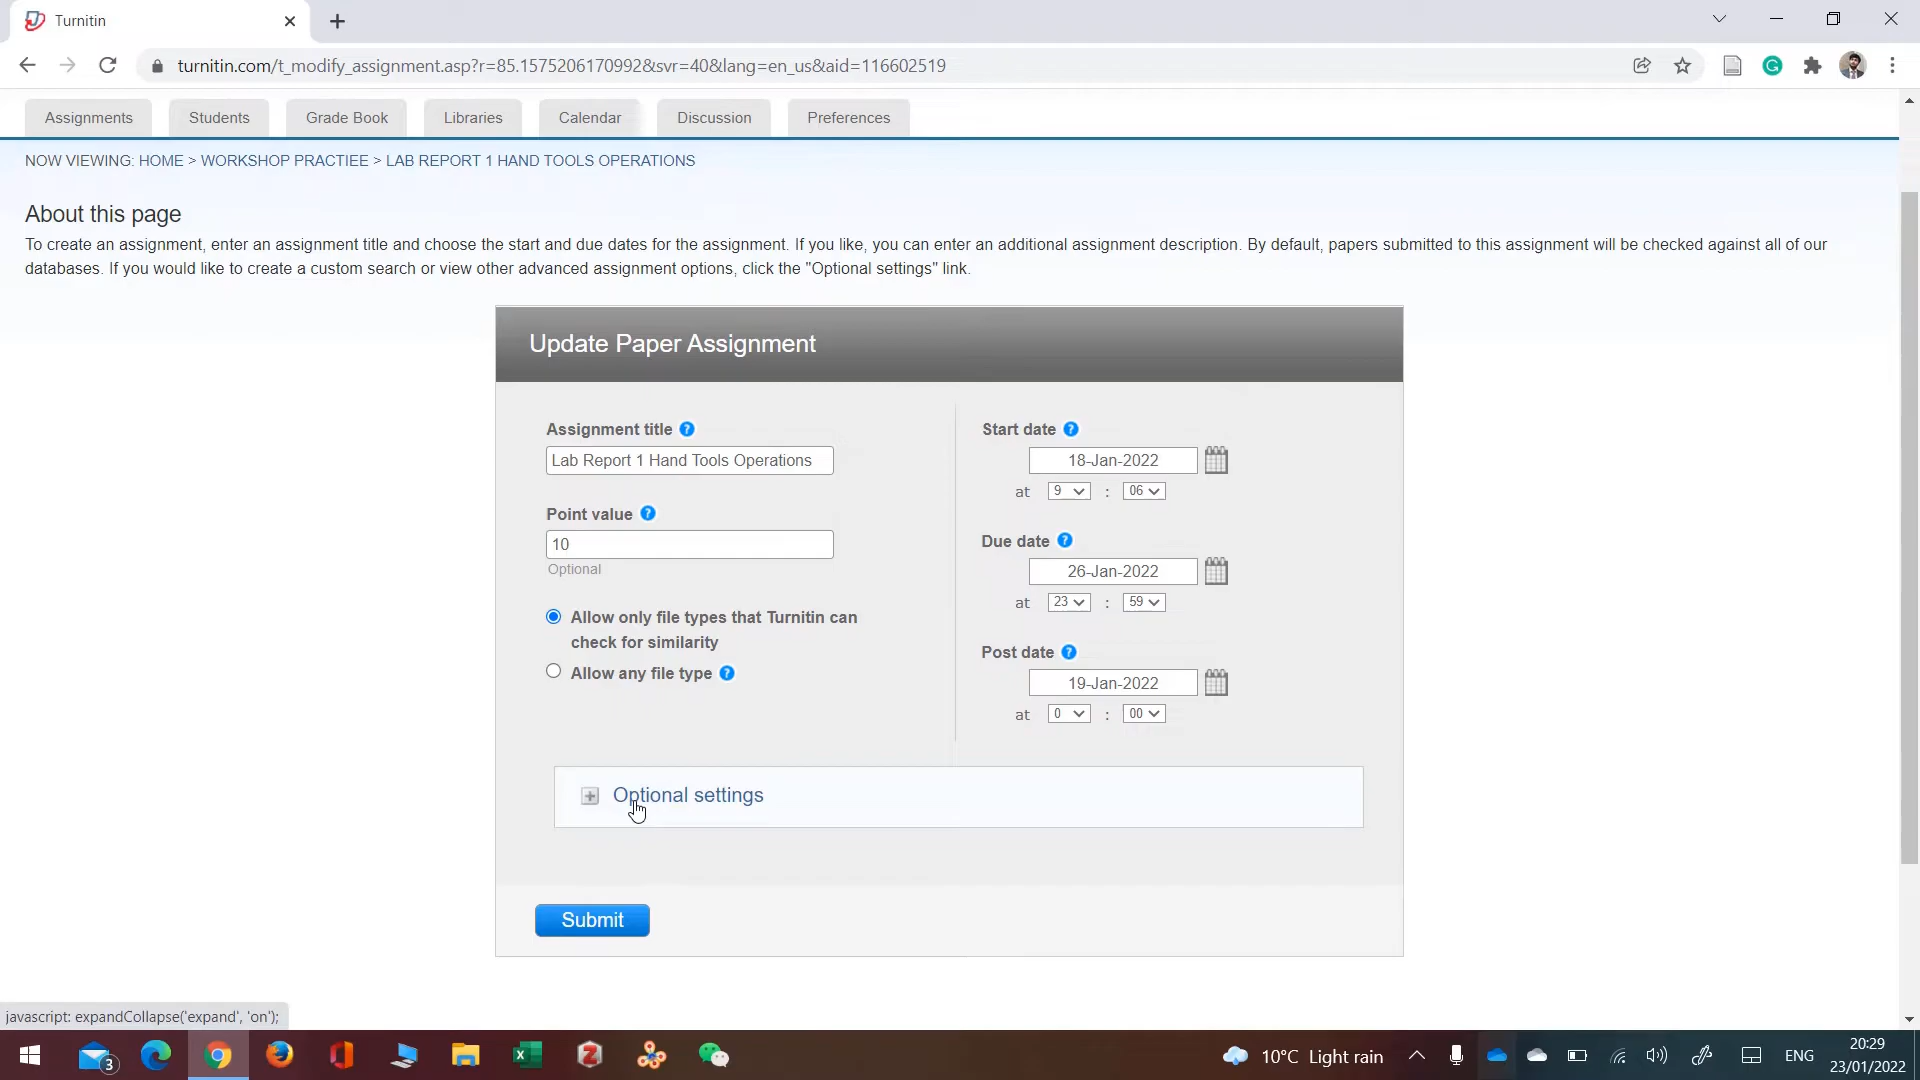 Turnitin
turnitin.com/t_modify_assignment.asp?r=85.1575206170992&svr=40&lang=en_us&aid=116602519
Assignments Students Grade Book Libraries Calendar Discussion Preferences
NOW VIEWING: HOME > WORKSHOP PRACTIEE > LAB REPORT 1 HAND TOOLS OPERATIONS
About this page
To create an assignment, enter an assignment title and choose the start and due dates for the assignment. If you like, you can enter an additional assignment description. By default, papers submitted to this assignment will be checked against all of our
databases. If you would like to create a custom search or view other advanced assignment options, click the "Optional settings" link.
Update Paper Assignment
Assignment title ?
Lab Report 1 Hand Tools Operations
Point value ?
10
Optional
Allow only file types that Turnitin can
check for similarity
Allow any file type ?
Start date ?
18-Jan-2022
at 9 : 06
Due date ?
26-Jan-2022
at 23 : 59
Post date ?
19-Jan-2022
at 0 : 00
Optional settings
Submit
javascript: expandCollapse('expand', 'on');
3
10°C Light rain
ENG
20:29
23/01/2022